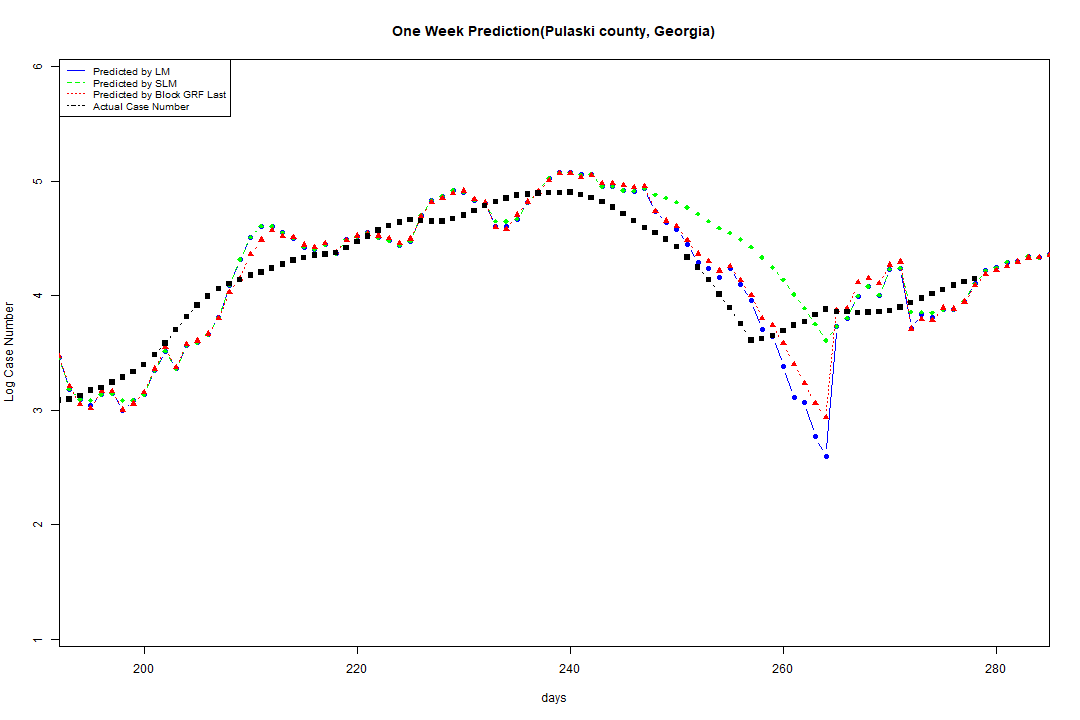 One Week Prediction(Pulaski county, Georgia)
Predicted by LM
Predicted by SLM
Predicted by Block GRF Last
Actual Case Number
6
5
4
3
2
1
Log Case Number
200 220 240 260 280
days